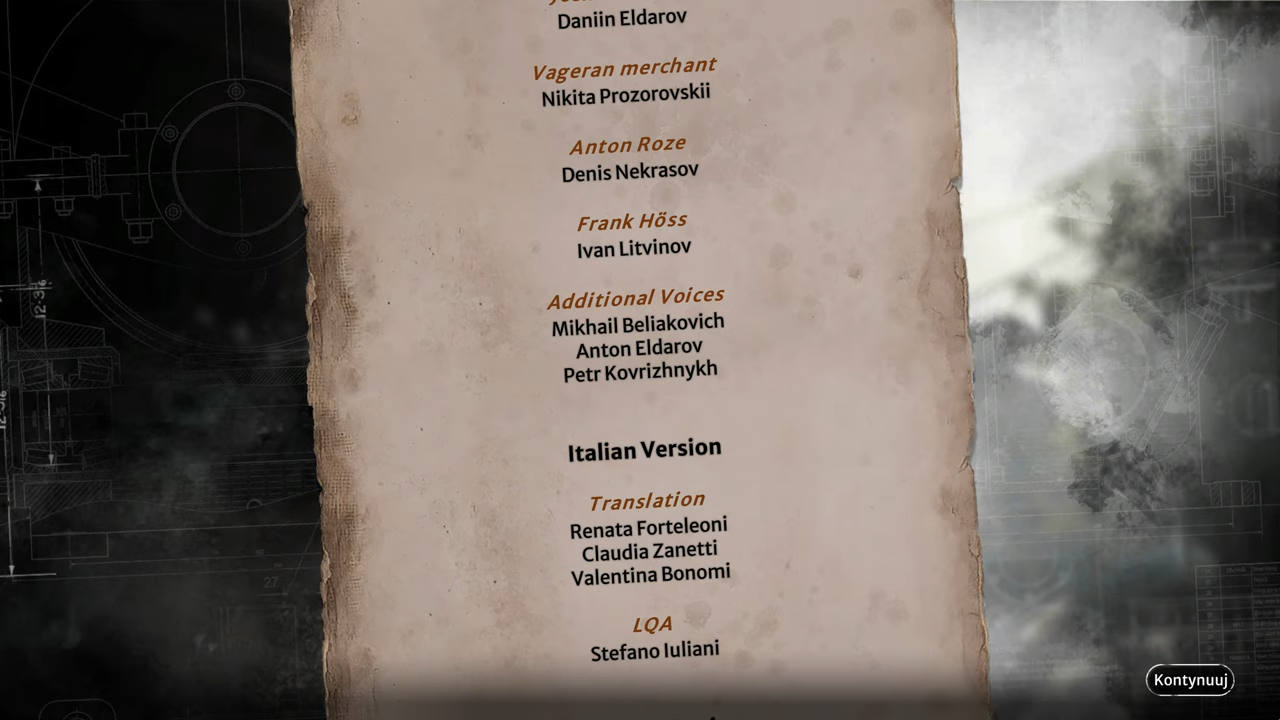 Daniin Eldarov
Vageran merchant
Nikita Prozorovskii
Anton Roze
Denis Nekrasov
Frank Höss
Ivan Litvinov
Additional Voices
Mikhail Beliakovich
Anton Eldarov
Petr Kovrizhnykh
Italian Version
Translation
Renata Forteleoni
Claudia Zanetti
Valentina Bonomi
LQA
Stefano Iuliani
Kontynuuj
27